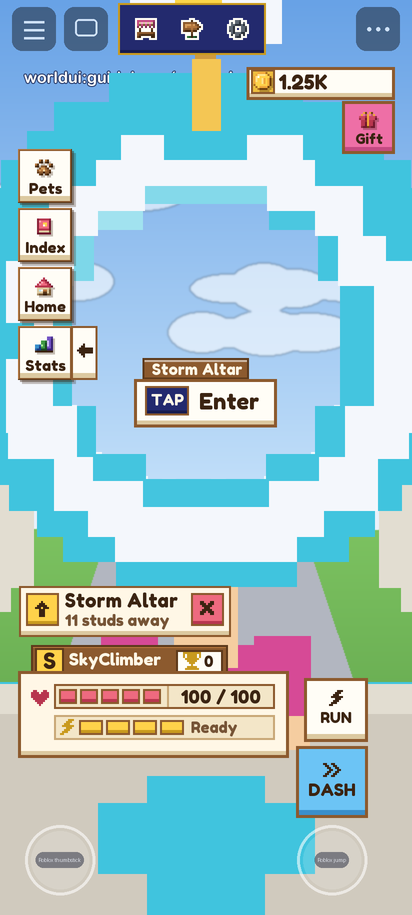 1.25K
Gift
Pets
Index
Home
Stats
Storm Altar
TAP Enter
Storm Altar
11 studs away
S SkyClimber 0
100 / 100
Ready
RUN
DASH